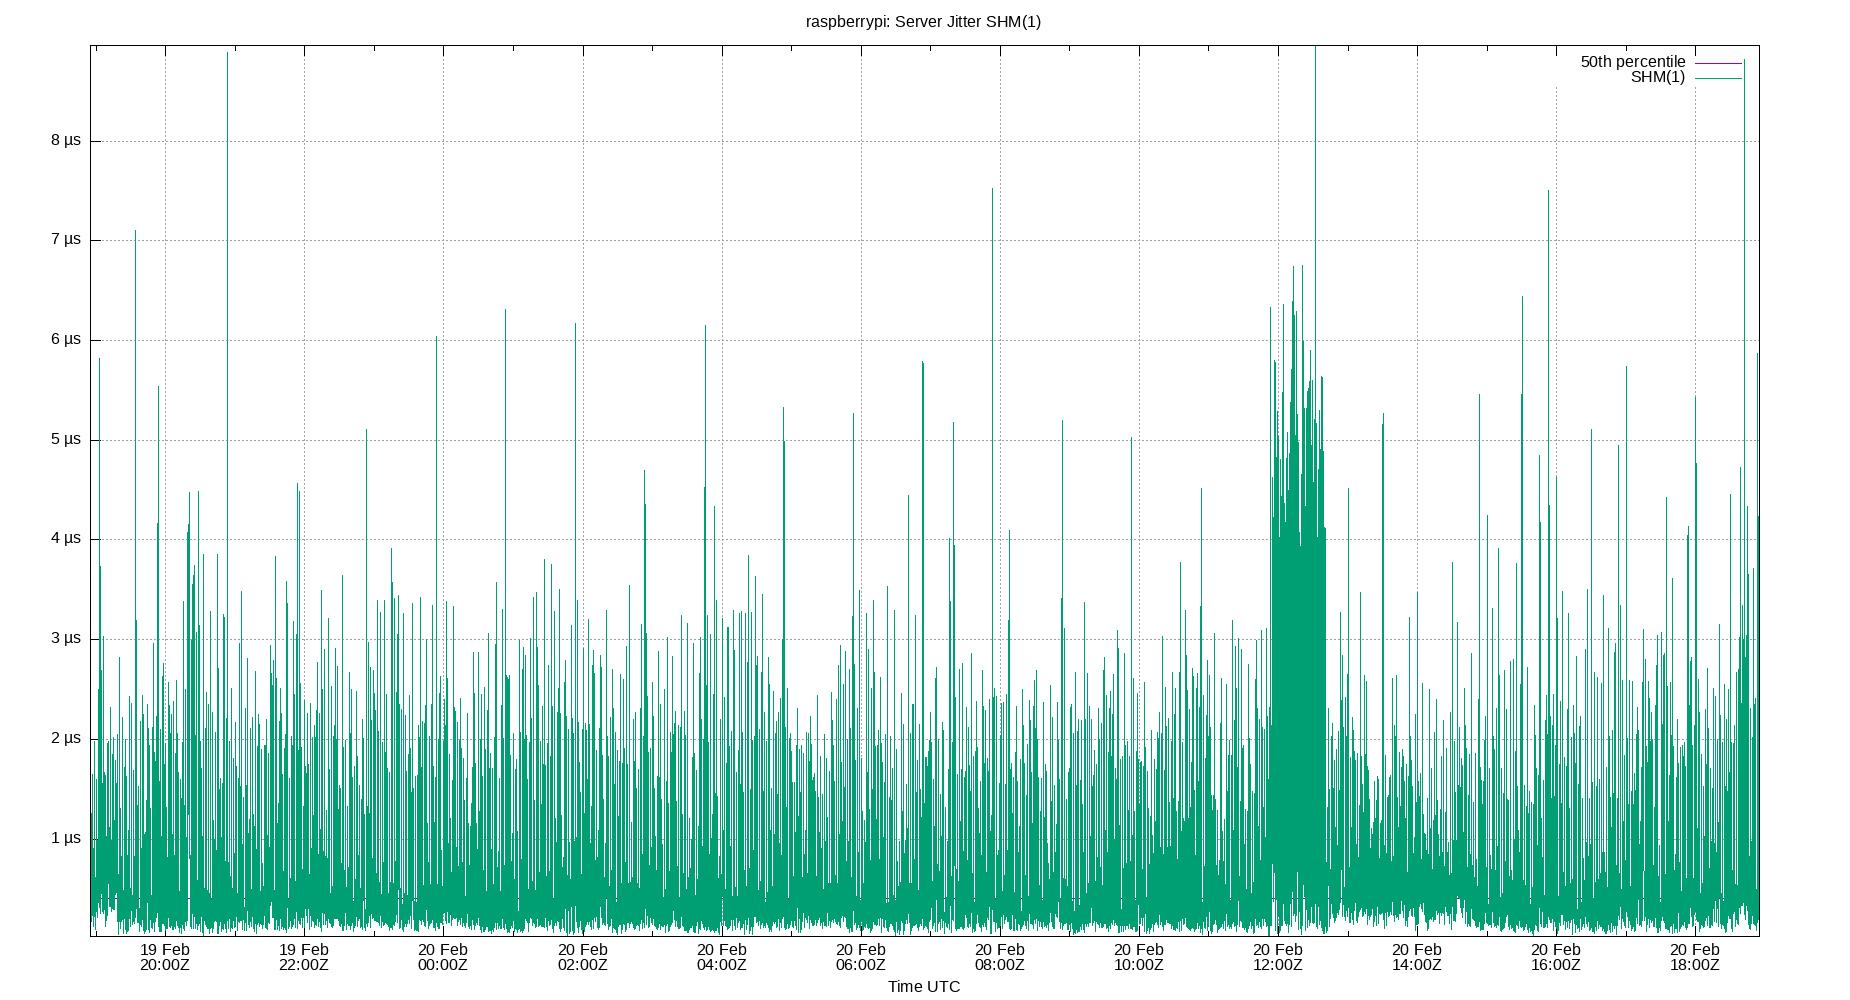 raspberrypi: Server Jitter SHM(1)
50th percentile
SHM(1)
8 µs
7 µs
6 µs
5 µs
4 µs
3 µs
2 µs
1 µs
19 Feb 19 Feb 20 Feb 20 Feb 20 Feb 20 Feb 20 Feb 20 Feb 20 Feb 20 Feb 20 Feb 20 Feb
20:00Z 22:00Z 00:00Z 02:00Z 04:00Z 06:00Z 08:00Z 10:00Z 12:00Z 14:00Z 16:00Z 18:00Z
Time UTC